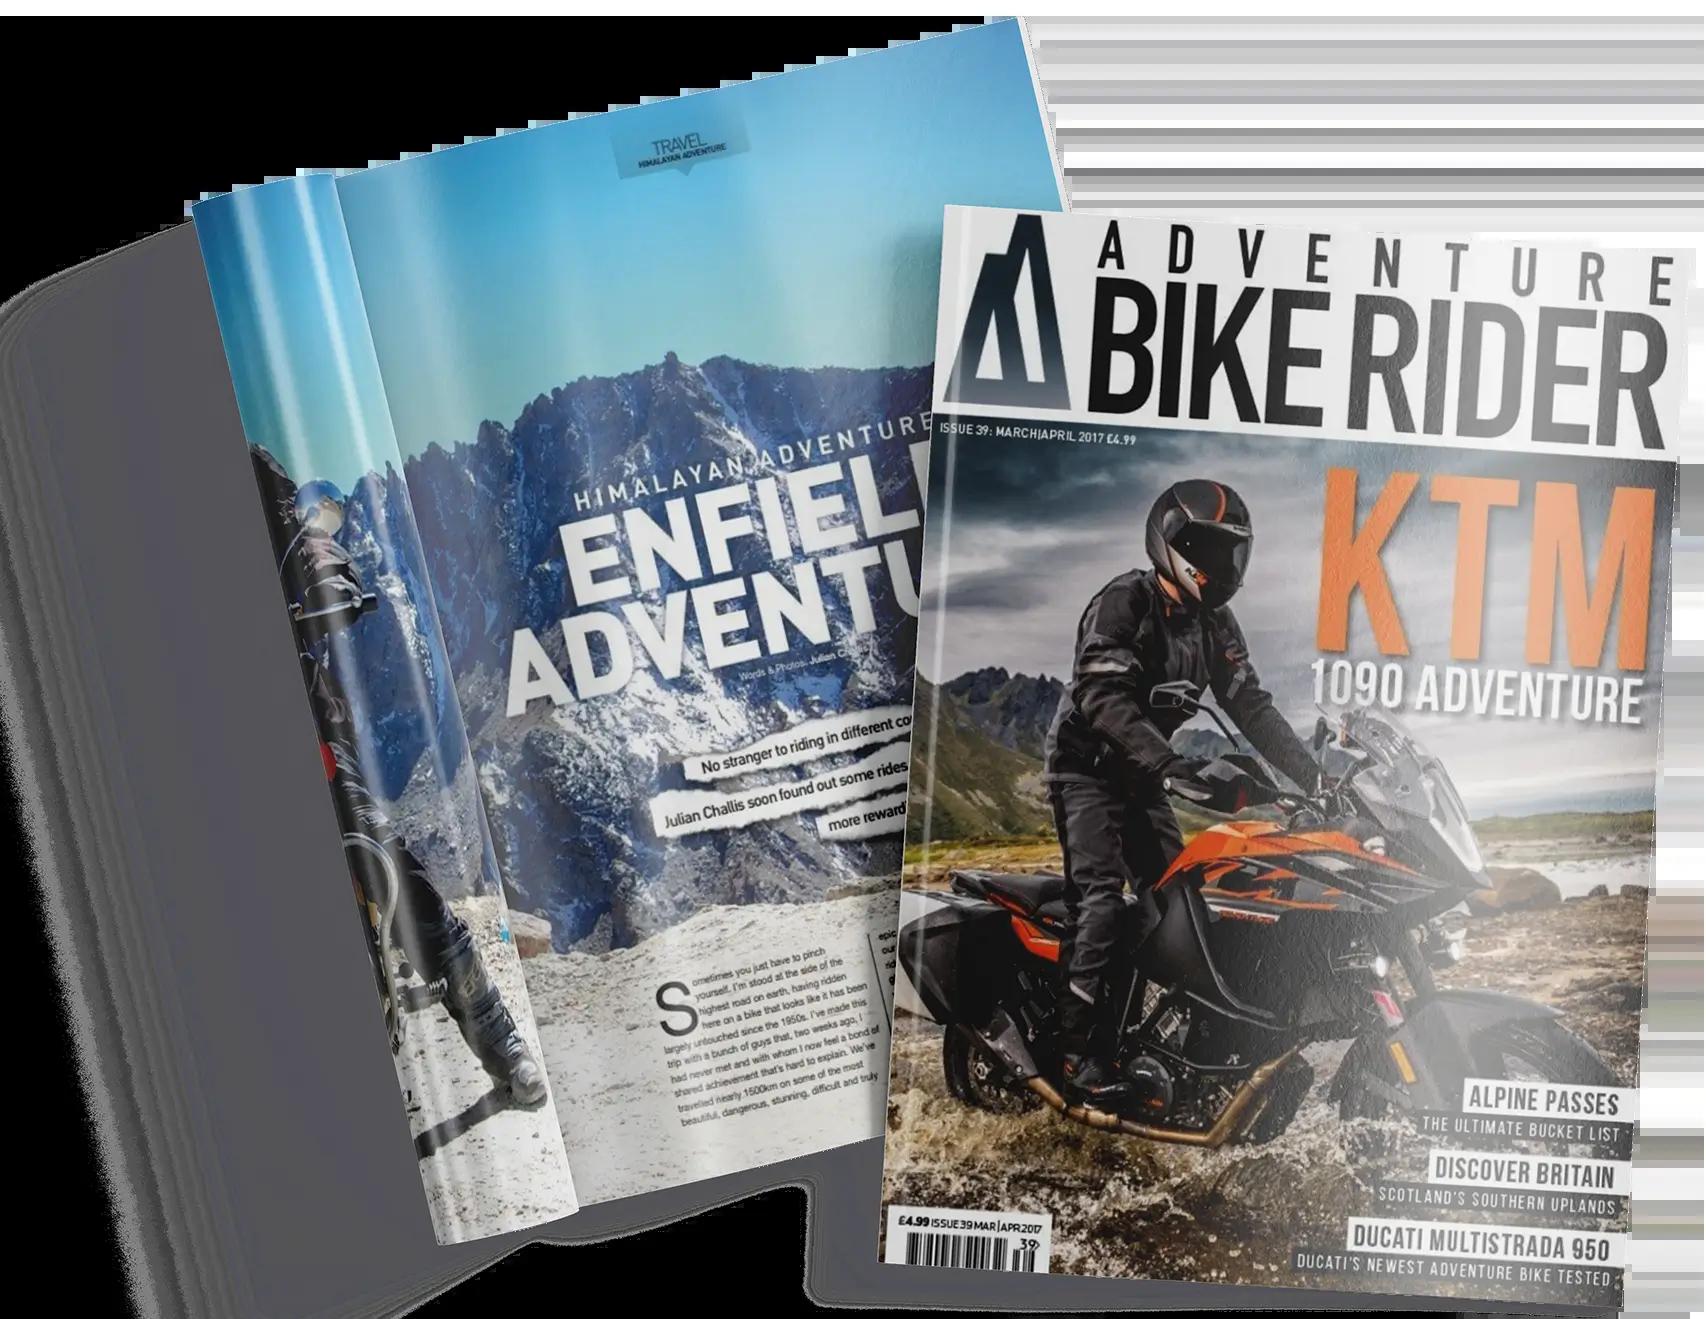 TRAVEL
HIMALAYAN ADVENTURE
HIMALAYAN ADVENTURE
ENFIEL
ADVENTU
Words & Photos: Julian C
No stranger to riding in different co
Julian Challis soon found out some rides
more rewardi
Sometimes you just have to pinch
yourself. I'm stood at the side of the
highest road on earth, having ridden
here on a bike that looks like it has been
largely untouched since the 1950s. I've made this
trip with a bunch of guys that, two weeks ago, I
had never met and with whom I now feel a bond of
shared achievement that's hard to explain. We've
travelled nearly 1500km on some of the most
beautiful, dangerous, stunning, difficult and truly
epic
our
ADVENTURE
BIKE RIDER
ISSUE 39: MARCH|APRIL 2017 £4.99
KTM
1090 ADVENTURE
ALPINE PASSES
THE ULTIMATE BUCKET LIST
DISCOVER BRITAIN
SCOTLAND'S SOUTHERN UPLANDS
DUCATI MULTISTRADA 950
DUCATI'S NEWEST ADVENTURE BIKE TESTED
£4.99 ISSUE 39 MAR|APR 2017
39>